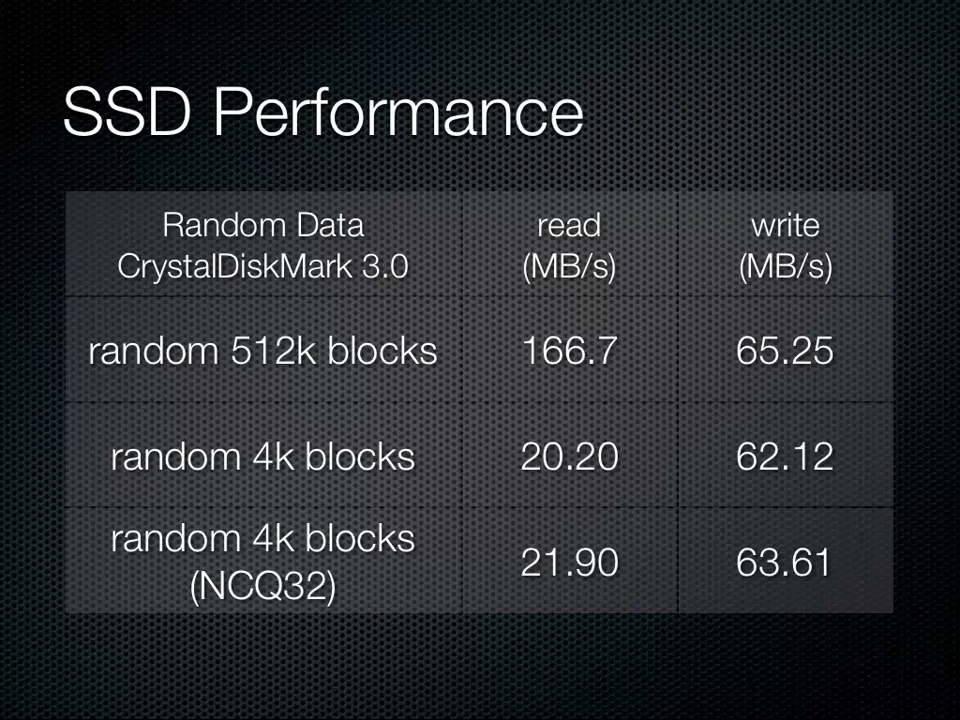 SSD Performance
Random Data
CrystalDiskMark 3.0
read
(MB/s)
write
(MB/s)
random 512k blocks
166.7
65.25
random 4k blocks
20.20
62.12
random 4k blocks
(NCQ32)
21.90
63.61